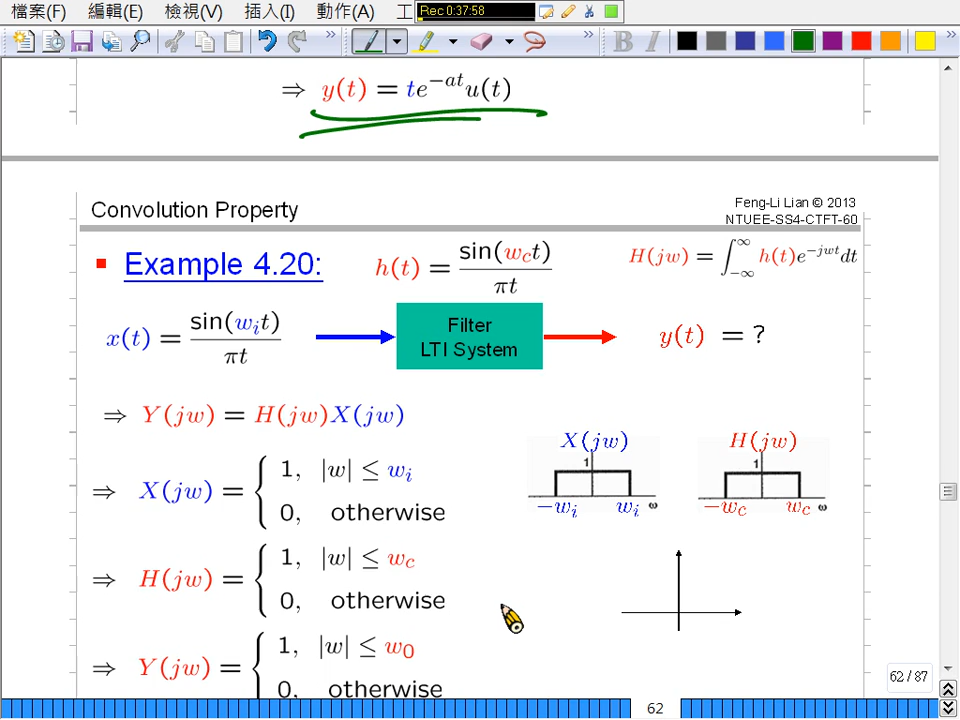 檔案(F) 編輯(E) 檢視(V) 插入(I) 動作(A) 工
Rec 0:37:58
B I
⇒ y(t) = te^{-at}u(t)
Feng-Li Lian © 2013
Convolution Property
NTUEE-SS4-CTFT-60
Example 4.20:
h(t) = sin(w_c t) / πt
H(jw) = ∫_{-∞}^{∞} h(t)e^{-jwt}dt
x(t) = sin(w_i t) / πt
Filter
LTI System
y(t) = ?
⇒ Y(jw) = H(jw)X(jw)
⇒ X(jw) = { 1, |w| ≤ w_i
0, otherwise
X(jw)
1
-w_i w_i ω
H(jw)
1
-w_c w_c ω
⇒ H(jw) = { 1, |w| ≤ w_c
0, otherwise
⇒ Y(jw) = { 1, |w| ≤ w_0
0, otherwise
62 / 87
62